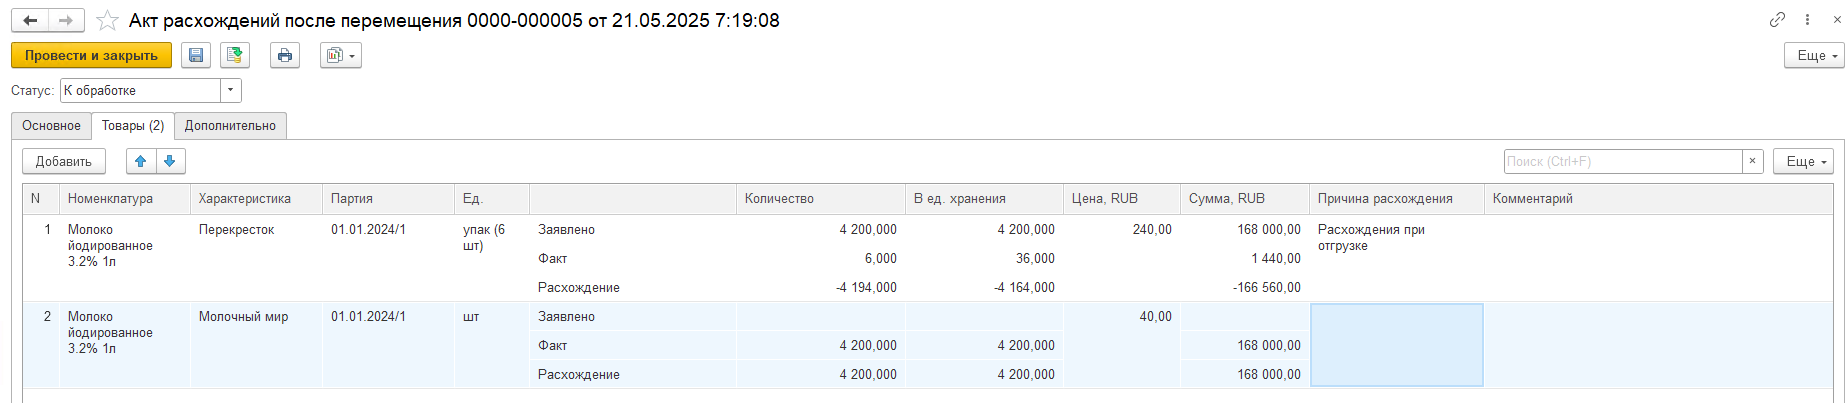 Акт расхождений после перемещения 0000-000005 от 21.05.2025 7:19:08
Провести и закрыть
Еще
Статус: К обработке
Основное Товары (2) Дополнительно
Добавить Поиск (Ctrl+F) × Еще
N Номенклатура Характеристика Партия Ед. Количество В ед. хранения Цена, RUB Сумма, RUB Причина расхождения Комментарий
1 Молоко Перекресток 01.01.2024/1 упак (6 Заявлено 4 200,000 4 200,000 240,00 168 000,00 Расхождения при
йодированное шт) отгрузке
3.2% 1л Факт 6,000 36,000 1 440,00
Расхождение -4 194,000 -4 164,000 -166 560,00
2 Молоко Молочный мир 01.01.2024/1 шт Заявлено 40,00
йодированное
3.2% 1л Факт 4 200,000 4 200,000 168 000,00
Расхождение 4 200,000 4 200,000 168 000,00